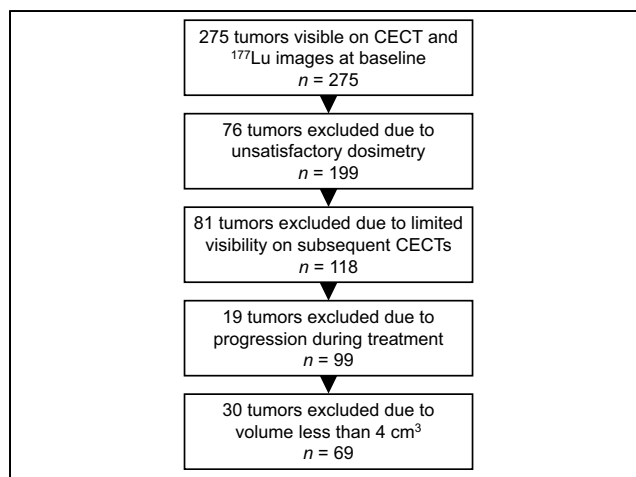 275 tumors visible on CECT and
¹⁷⁷Lu images at baseline
n = 275
76 tumors excluded due to
unsatisfactory dosimetry
n = 199
81 tumors excluded due to limited
visibility on subsequent CECTs
n = 118
19 tumors excluded due to
progression during treatment
n = 99
30 tumors excluded due to
volume less than 4 cm³
n = 69